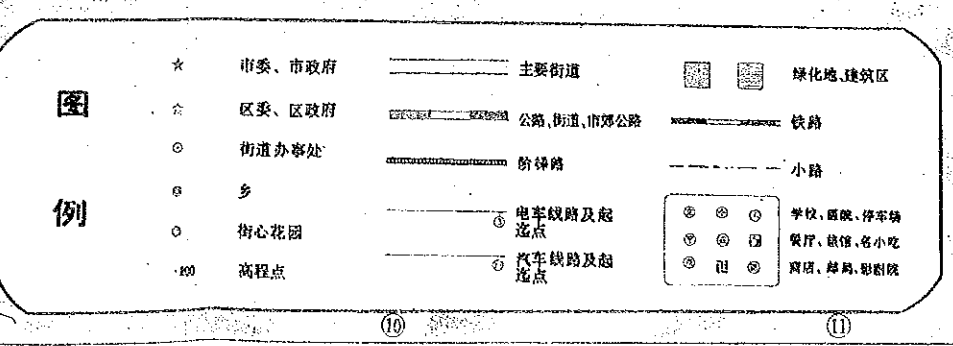 图例
市委、市政府
区委、区政府
街道办事处
乡
街心花园
·100 高程点
主要街道
公路、街道、市郊公路
阶梯路
电车线路及起
迄点
汽车线路及起
迄点
绿化地、建筑区
铁路
小路
学校、医院、停车场
餐厅、旅馆、名小吃
商店、邮局、影剧院
⑩
⑪